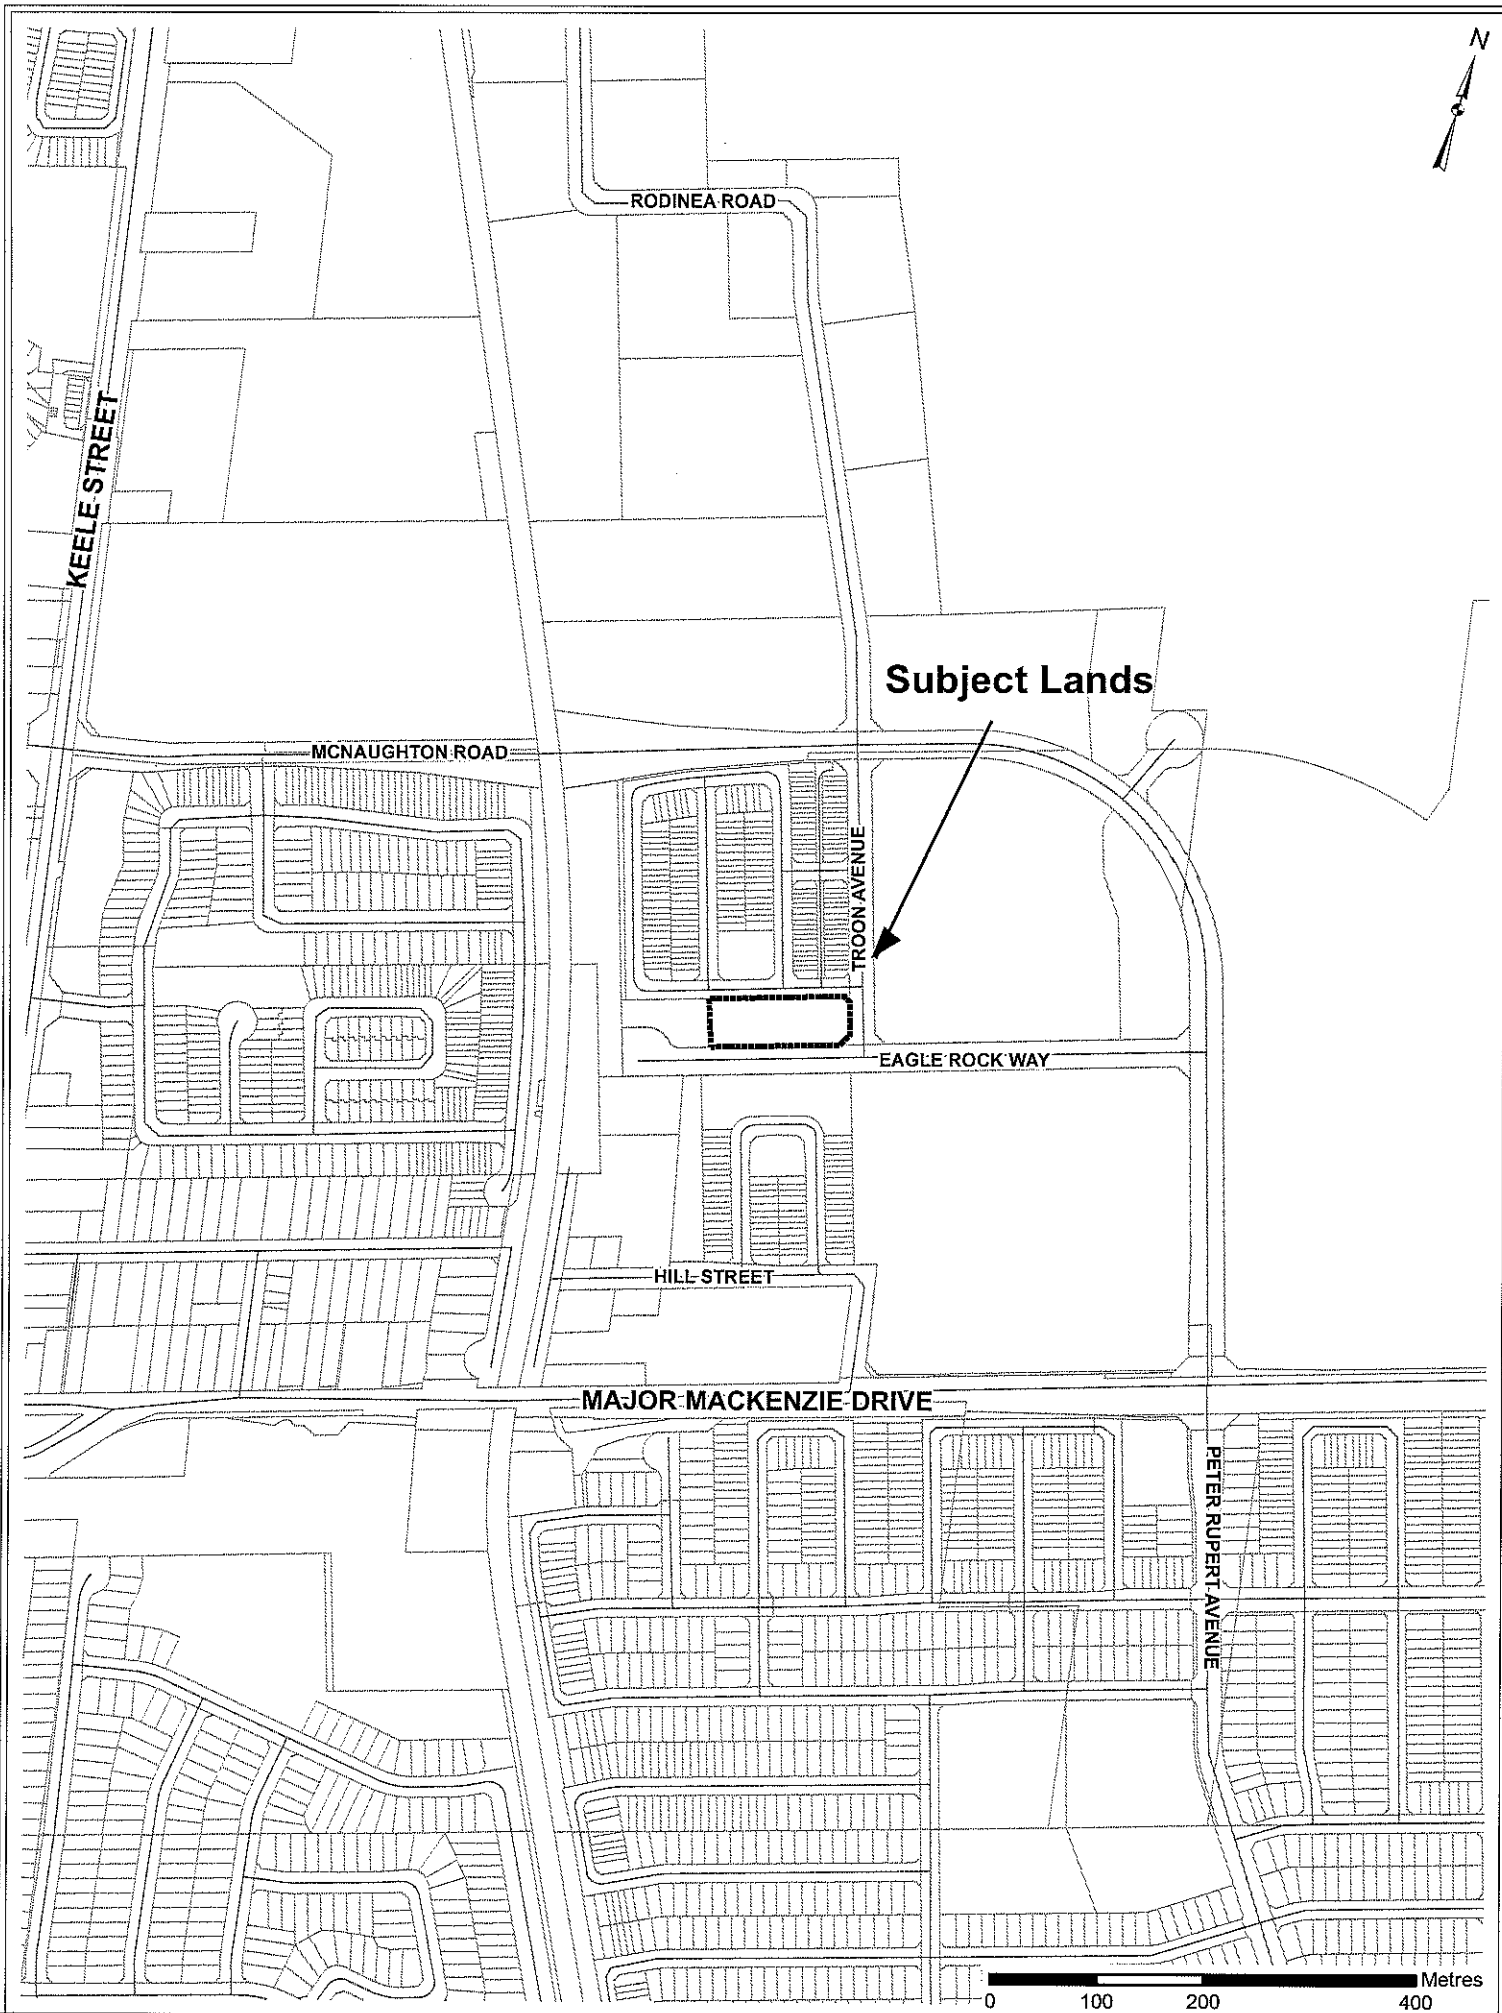 N
RODINEA ROAD
KEELE STREET
Subject Lands
MCNAUGHTON ROAD
TROON AVENUE
EAGLE ROCK WAY
HILL STREET
MAJOR MACKENZIE DRIVE
PETER RUPERT AVENUE
Metres
0 100 200 400